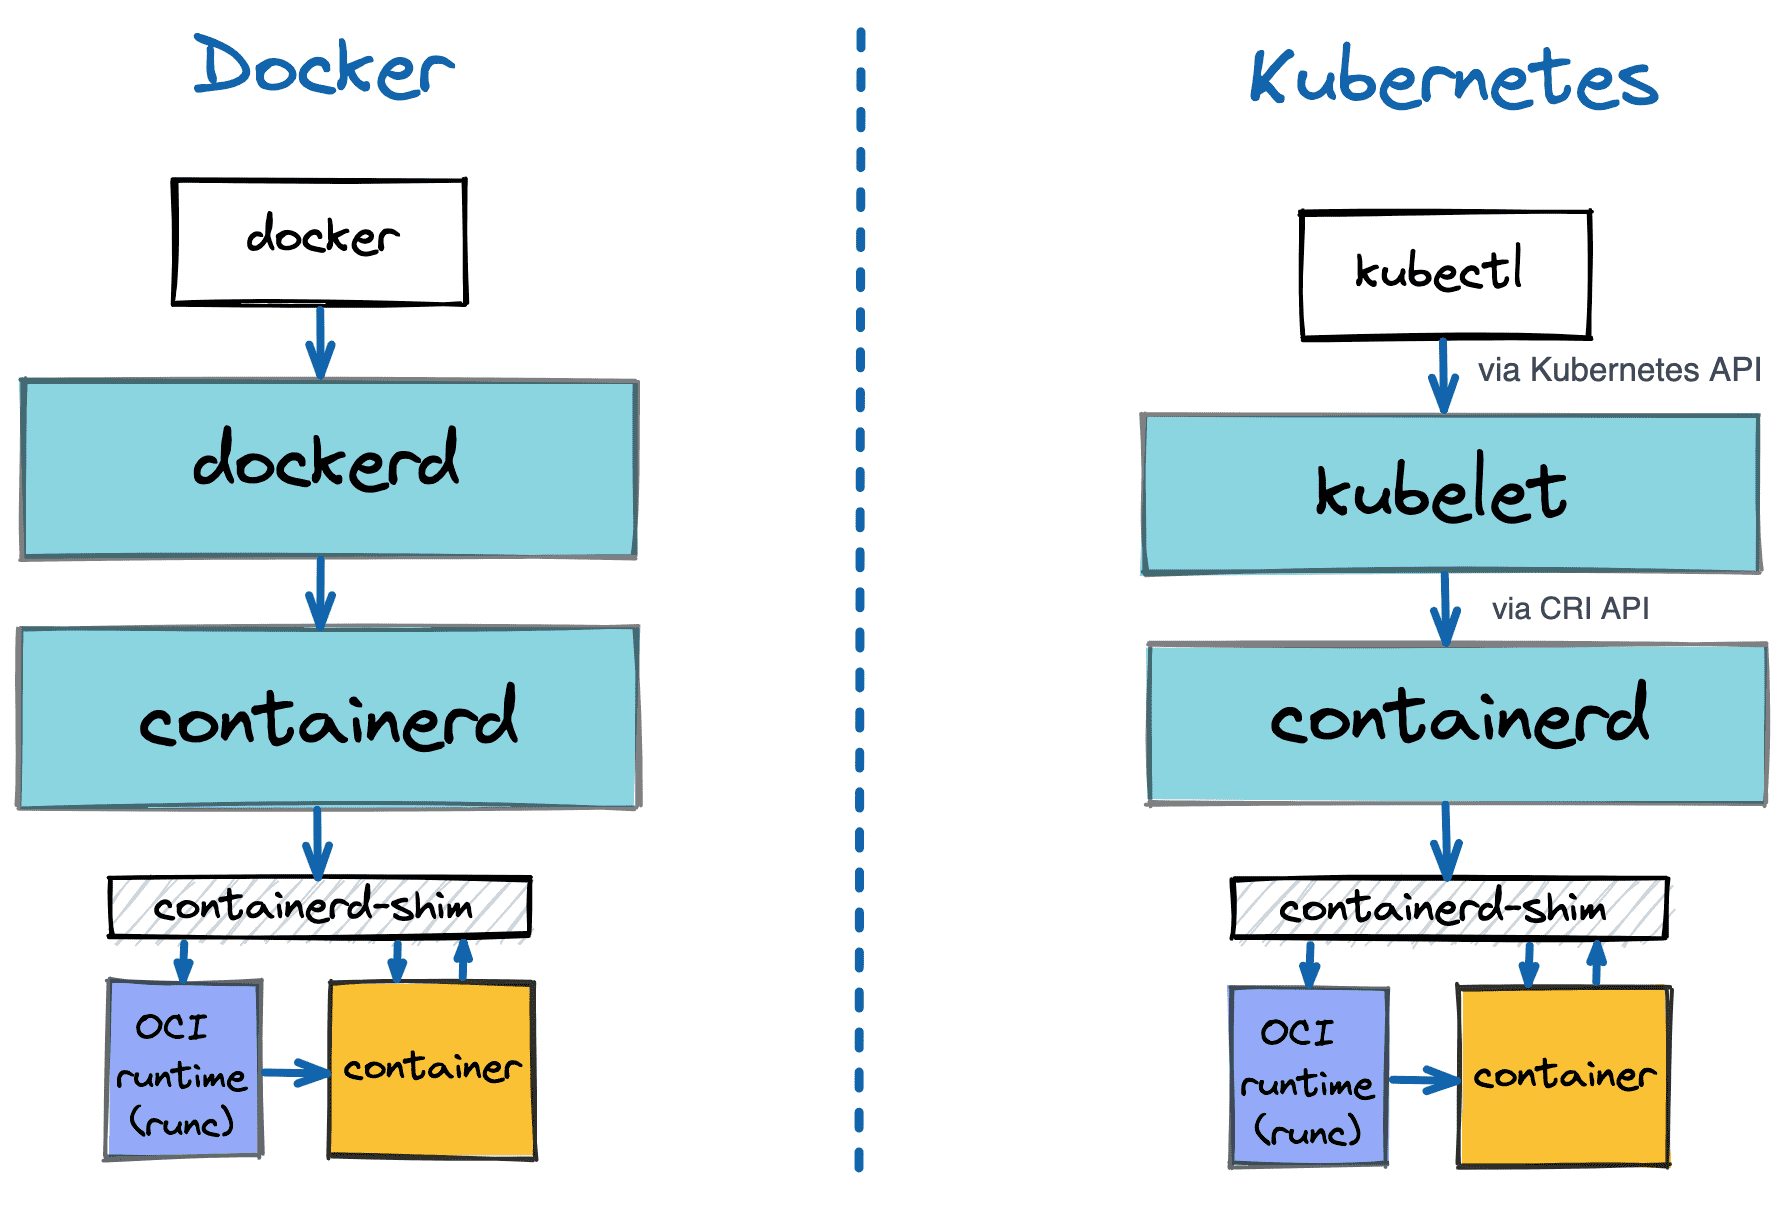 Docker
docker
dockerd
containerd
containerd-shim
OCI
runtime
(runc)
container
Kubernetes
kubectl
via Kubernetes API
kubelet
via CRI API
containerd
containerd-shim
OCI
runtime
(runc)
container